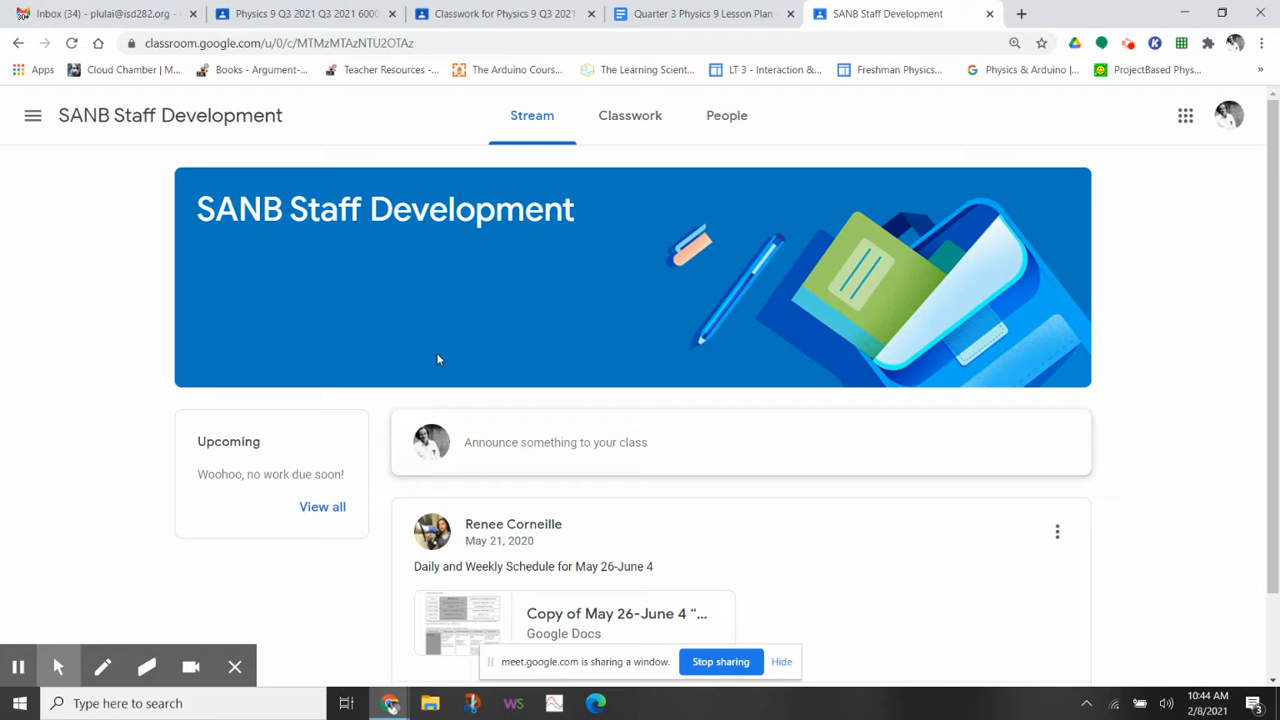 Inbox (34) - plulai@isd282.org -
Physics 9 Q3 2021 Q3 2021 6000
Classwork for Physics 9 Q3 2021
Quarter 3 Physics 9 Lesson Plan -
SANB Staff Development
classroom.google.com/u/0/c/MTMzMTAzNTU2OTAz
Apps
Cloud Chamber | M...
Books - Argument-...
Teacher Resources -...
The Arduino Cours...
The Learning Scient...
LT 3 - Interaction &...
Freshman Physics...
Physics & Arduino |...
ProjectBased Phys...
»
SANB Staff Development
Stream
Classwork
People
SANB Staff Development
Upcoming
Woohoo, no work due soon!
View all
Announce something to your class
Renee Corneille
May 21, 2020
Daily and Weekly Schedule for May 26-June 4
Copy of May 26-June 4 “...
Google Docs
meet.google.com is sharing a window.
Stop sharing
Hide
Type here to search
10:44 AM
2/8/2021
3